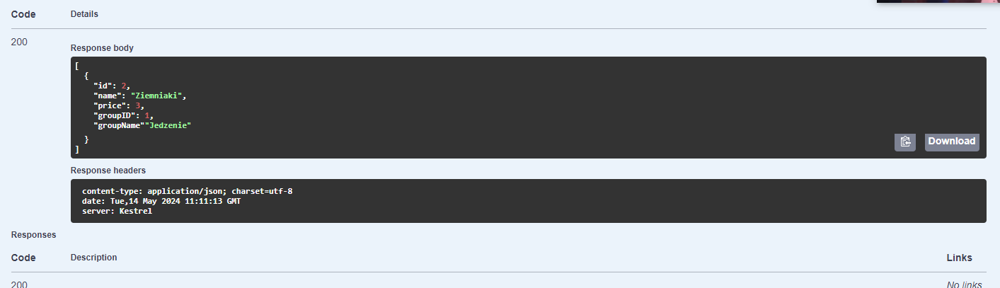 Code Details
200
Response body
[
{
"id": 2,
"name": "Ziemniaki",
"price": 3,
"groupID": 1,
"groupName""Jedzenie"
}
]
Download
Response headers
content-type: application/json; charset=utf-8
date: Tue,14 May 2024 11:11:13 GMT
server: Kestrel
Responses
Code Description Links
200 No links